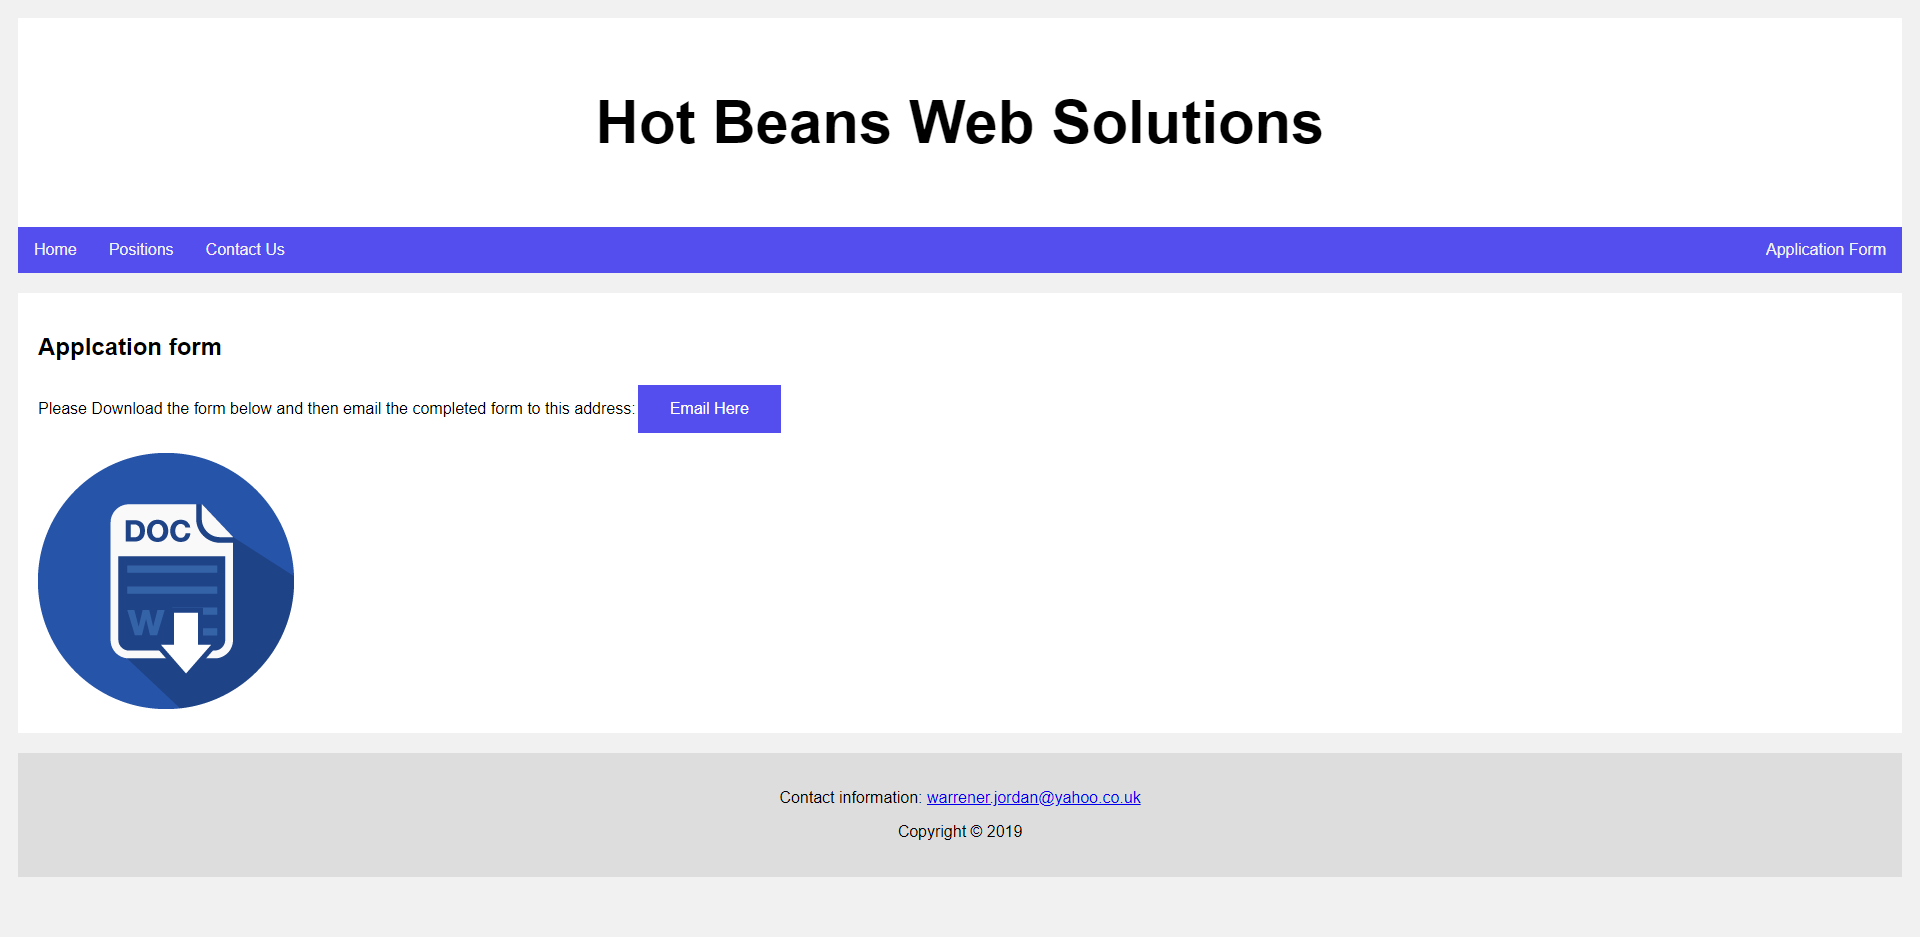 Hot Beans Web Solutions
Home Positions Contact Us Application Form
Applcation form
Please Download the form below and then email the completed form to this address: Email Here
DOC
W
Contact information: warrener.jordan@yahoo.co.uk
Copyright © 2019